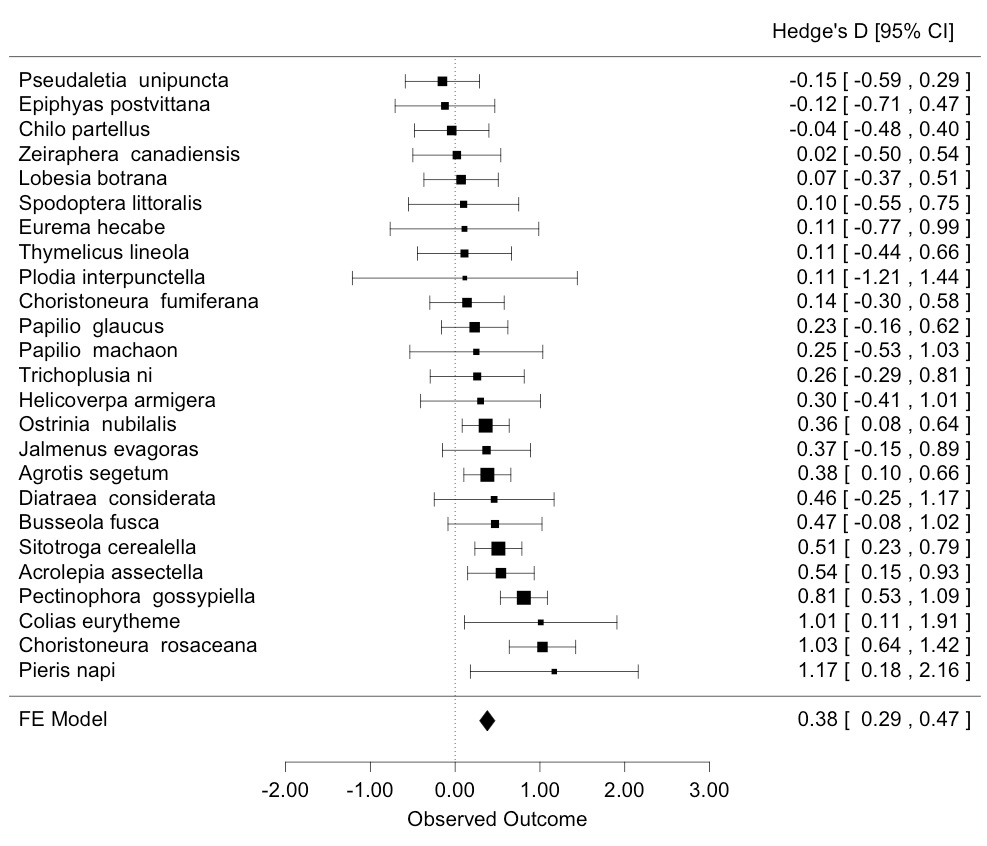 Hedge's D [95% CI]
Pseudaletia unipuncta -0.15 [ -0.59 , 0.29 ]
Epiphyas postvittana -0.12 [ -0.71 , 0.47 ]
Chilo partellus -0.04 [ -0.48 , 0.40 ]
Zeiraphera canadiensis 0.02 [ -0.50 , 0.54 ]
Lobesia botrana 0.07 [ -0.37 , 0.51 ]
Spodoptera littoralis 0.10 [ -0.55 , 0.75 ]
Eurema hecabe 0.11 [ -0.77 , 0.99 ]
Thymelicus lineola 0.11 [ -0.44 , 0.66 ]
Plodia interpunctella 0.11 [ -1.21 , 1.44 ]
Choristoneura fumiferana 0.14 [ -0.30 , 0.58 ]
Papilio glaucus 0.23 [ -0.16 , 0.62 ]
Papilio machaon 0.25 [ -0.53 , 1.03 ]
Trichoplusia ni 0.26 [ -0.29 , 0.81 ]
Helicoverpa armigera 0.30 [ -0.41 , 1.01 ]
Ostrinia nubilalis 0.36 [ 0.08 , 0.64 ]
Jalmenus evagoras 0.37 [ -0.15 , 0.89 ]
Agrotis segetum 0.38 [ 0.10 , 0.66 ]
Diatraea considerata 0.46 [ -0.25 , 1.17 ]
Busseola fusca 0.47 [ -0.08 , 1.02 ]
Sitotroga cerealella 0.51 [ 0.23 , 0.79 ]
Acrolepia assectella 0.54 [ 0.15 , 0.93 ]
Pectinophora gossypiella 0.81 [ 0.53 , 1.09 ]
Colias eurytheme 1.01 [ 0.11 , 1.91 ]
Choristoneura rosaceana 1.03 [ 0.64 , 1.42 ]
Pieris napi 1.17 [ 0.18 , 2.16 ]
FE Model 0.38 [ 0.29 , 0.47 ]
-2.00 -1.00 0.00 1.00 2.00 3.00
Observed Outcome